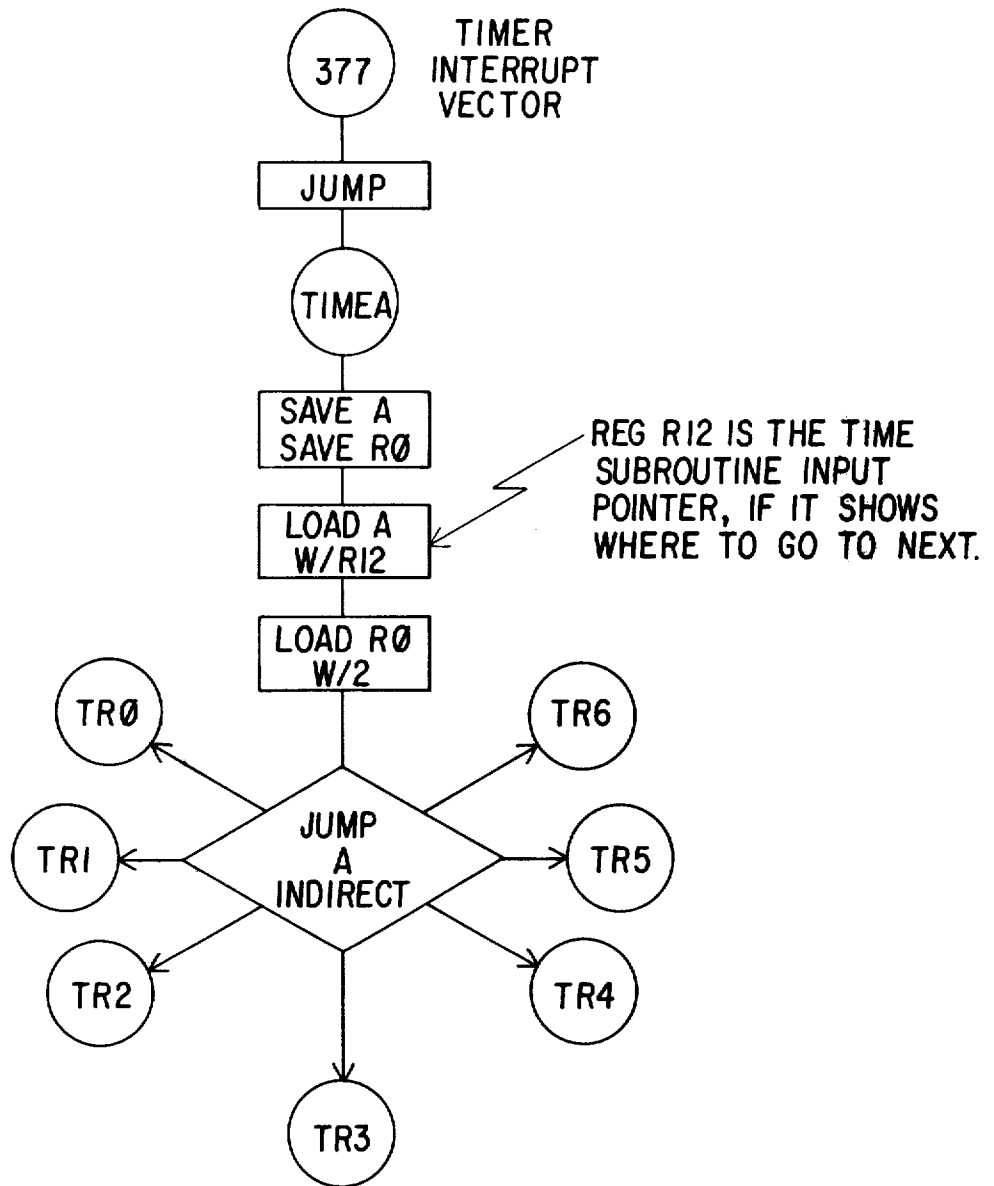 377
TIMER
INTERRUPT
VECTOR
JUMP
TIMEA
SAVE A
SAVE RØ
LOAD A
W/R12
REG R12 IS THE TIME
SUBROUTINE INPUT
POINTER, IF IT SHOWS
WHERE TO GO TO NEXT.
LOAD RØ
W/2
TRØ
TR6
JUMP
A
INDIRECT
TR1
TR5
TR2
TR4
TR3